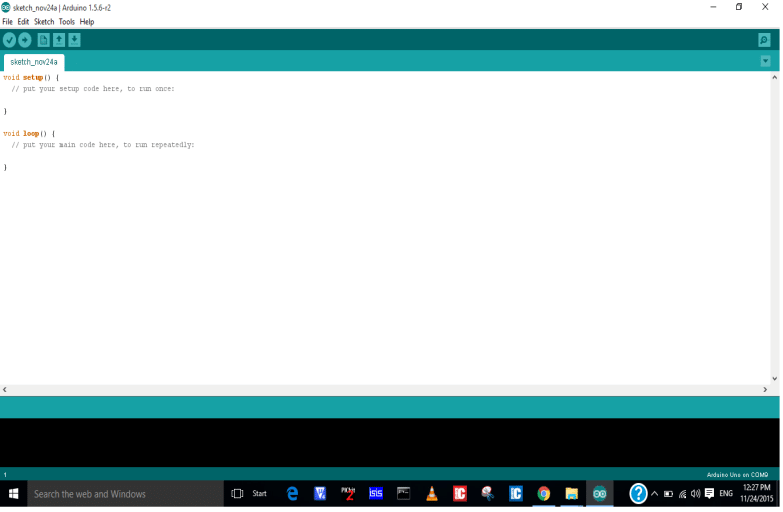 sketch_nov24a | Arduino 1.5.6-r2
File Edit Sketch Tools Help
sketch_nov24a
void setup() {
// put your setup code here, to run once:
}
void loop() {
// put your main code here, to run repeatedly:
}
1
Arduino Uno on COM9
Search the web and Windows
Start
ISIS
IC
IC
ENG
12:27 PM
11/24/2015